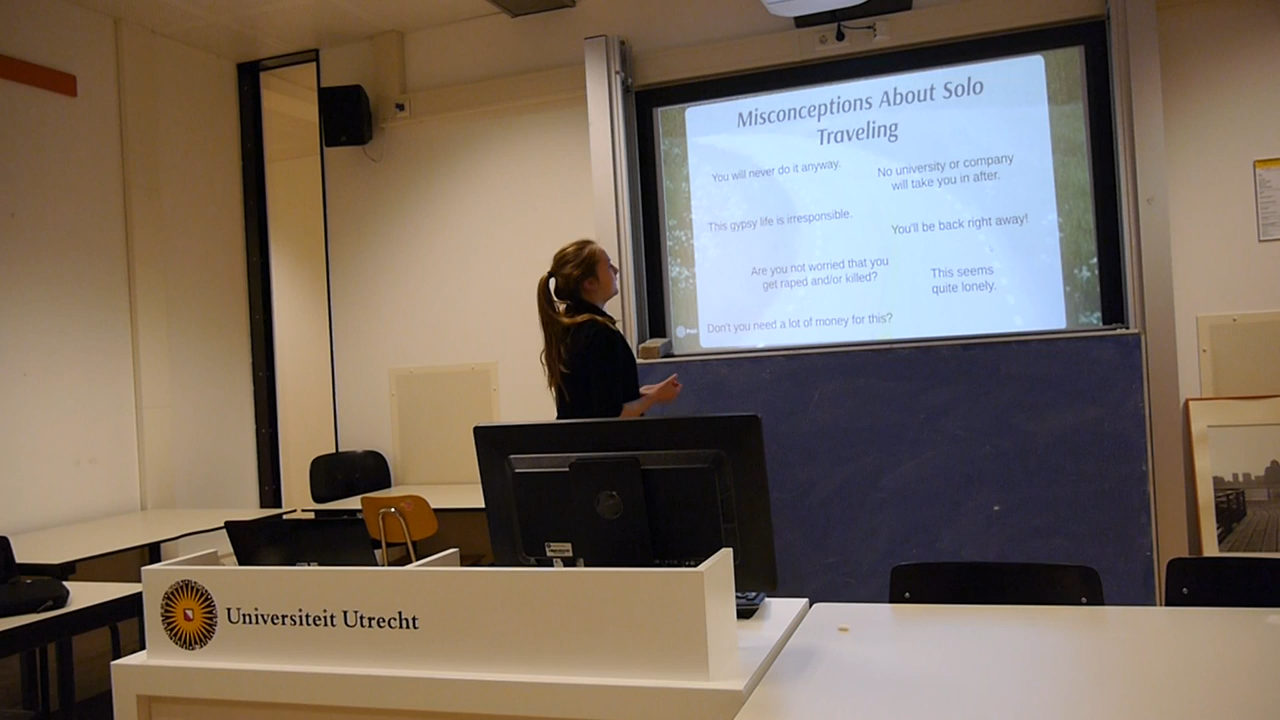 Misconceptions About Solo
Traveling
You will never do it anyway.
No university or company
will take you in after.
This gypsy life is irresponsible.
You'll be back right away!
Are you not worried that you
get raped and/or killed?
This seems
quite lonely.
Don't you need a lot of money for this?
Universiteit Utrecht